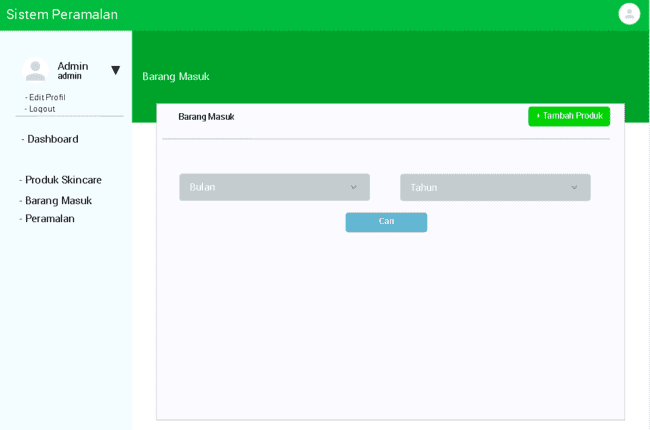 Sistem Peramalan
Admin
admin
- Edit Profil
- Logout
- Dashboard
- Produk Skincare
- Barang Masuk
- Peramalan
Barang Masuk
Barang Masuk
+ Tambah Produk
Bulan
Tahun
Cari